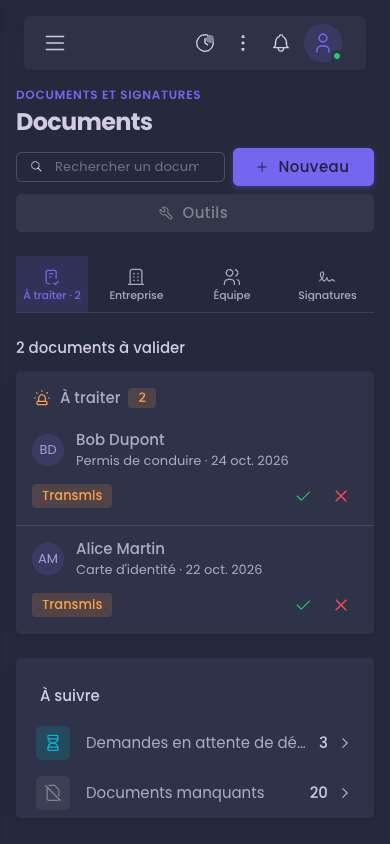 DOCUMENTS ET SIGNATURES
Documents
Rechercher un docum
+ Nouveau
Outils
À traiter · 2
Entreprise
Équipe
Signatures
2 documents à valider
À traiter 2
BD
Bob Dupont
Permis de conduire · 24 oct. 2026
Transmis
AM
Alice Martin
Carte d'identité · 22 oct. 2026
Transmis
À suivre
Demandes en attente de dé... 3
Documents manquants 20